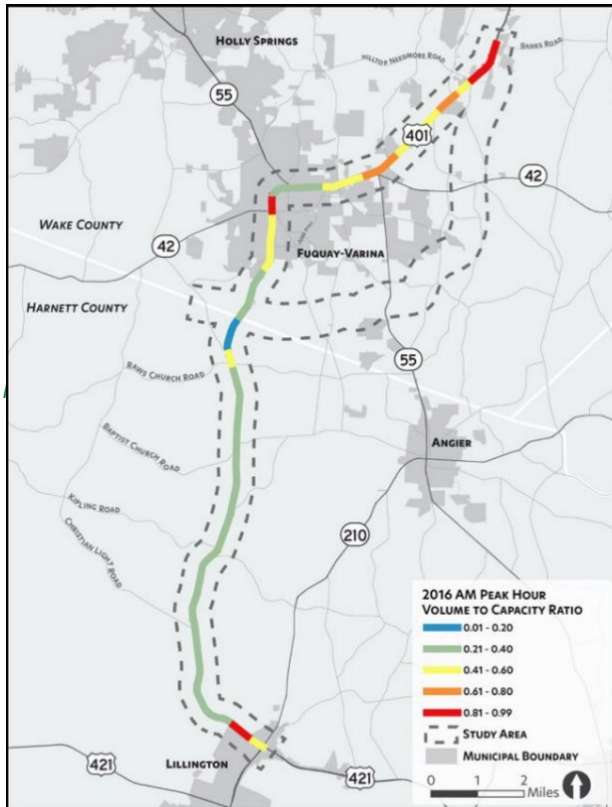 HOLLY SPRINGS
HILLTOP NEEDMORE ROAD
BANKS ROAD
55
401
42
WAKE COUNTY
42
FUQUAY-VARINA
HARNETT COUNTY
55
RAWS CHURCH ROAD
ANGIER
BAPTIST CHURCH ROAD
KIPLING ROAD
CHRISTIAN LIGHT ROAD
210
2016 AM PEAK HOUR
VOLUME TO CAPACITY RATIO
0.01 - 0.20
0.21 - 0.40
0.41 - 0.60
0.61 - 0.80
0.81 - 0.99
STUDY AREA
MUNICIPAL BOUNDARY
0 1 2
MILES
421
LILLINGTON
421